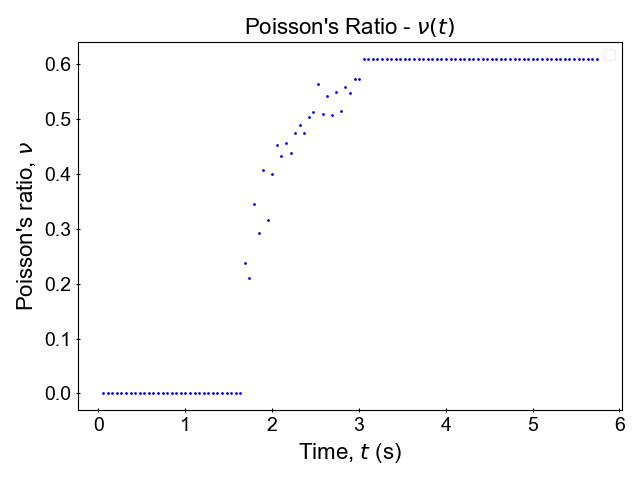 Poisson's Ratio - ν(t)
0.6
0.5
0.4
0.3
0.2
0.1
0.0
Poisson's ratio, ν
0 1 2 3 4 5 6
Time, t (s)